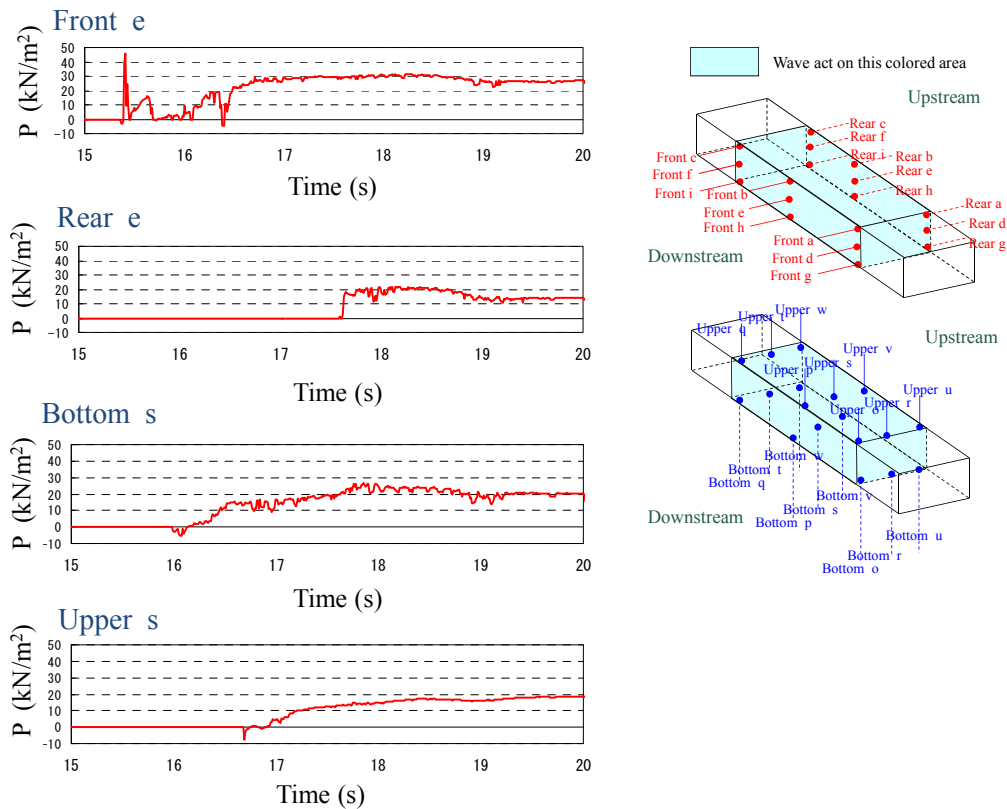 Front e
P (kN/m²)
50
40
30
20
10
0
-10
15 16 17 18 19 20
Time (s)
Rear e
P (kN/m²)
50
40
30
20
10
0
-10
15 16 17 18 19 20
Time (s)
Bottom s
P (kN/m²)
50
40
30
20
10
0
-10
15 16 17 18 19 20
Time (s)
Upper s
P (kN/m²)
50
40
30
20
10
0
-10
15 16 17 18 19 20
Time (s)
Wave act on this colored area
Upstream
Rear c
Rear f
Rear i
Rear b
Rear e
Rear h
Rear a
Rear d
Rear g
Front c
Front f
Front i
Front b
Front e
Front h
Front a
Front d
Front g
Downstream
Upper w
Upper t
Upper q
Upstream
Upper v
Upper s
Upper p
Upper u
Upper r
Upper o
Bottom w
Bottom t
Bottom q
Bottom v
Bottom s
Bottom p
Downstream
Bottom u
Bottom r
Bottom o